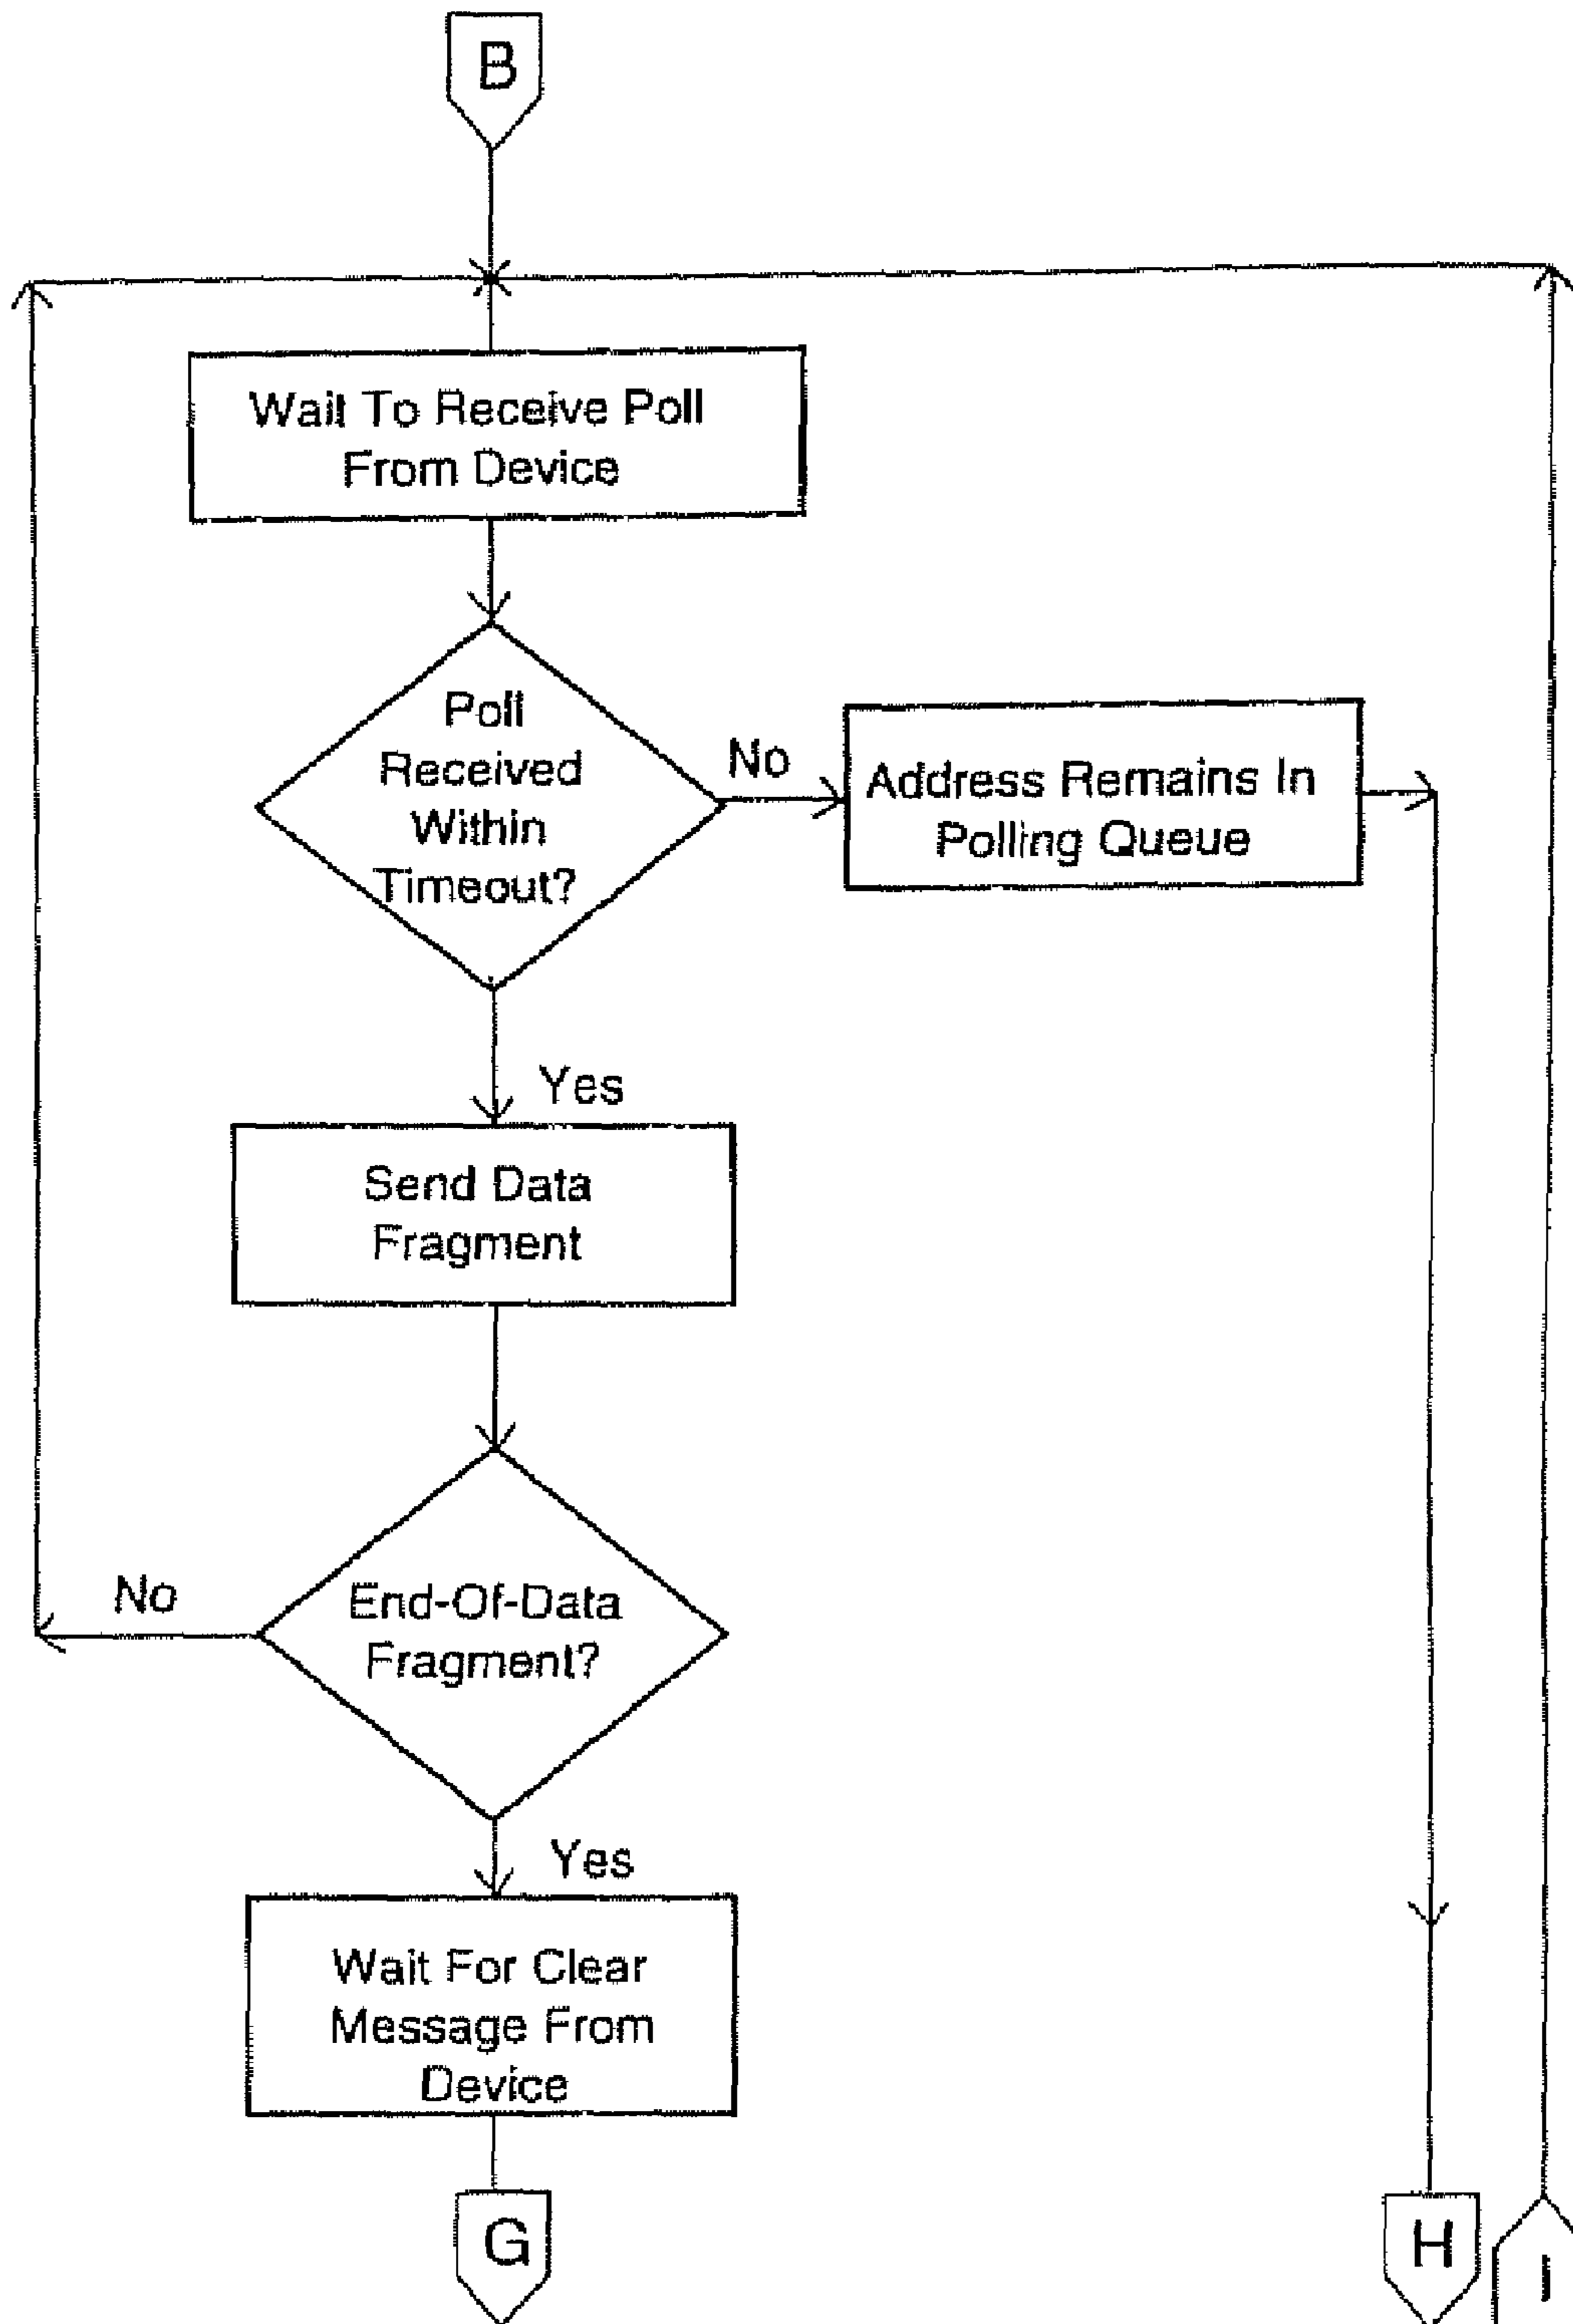 B
Wait To Receive Poll
From Device
Poll
Received
Within
Timeout?
No
Address Remains In
Polling Queue
Yes
Send Data
Fragment
No
End-Of-Data
Fragment?
Yes
Wait For Clear
Message From
Device
G
H
I